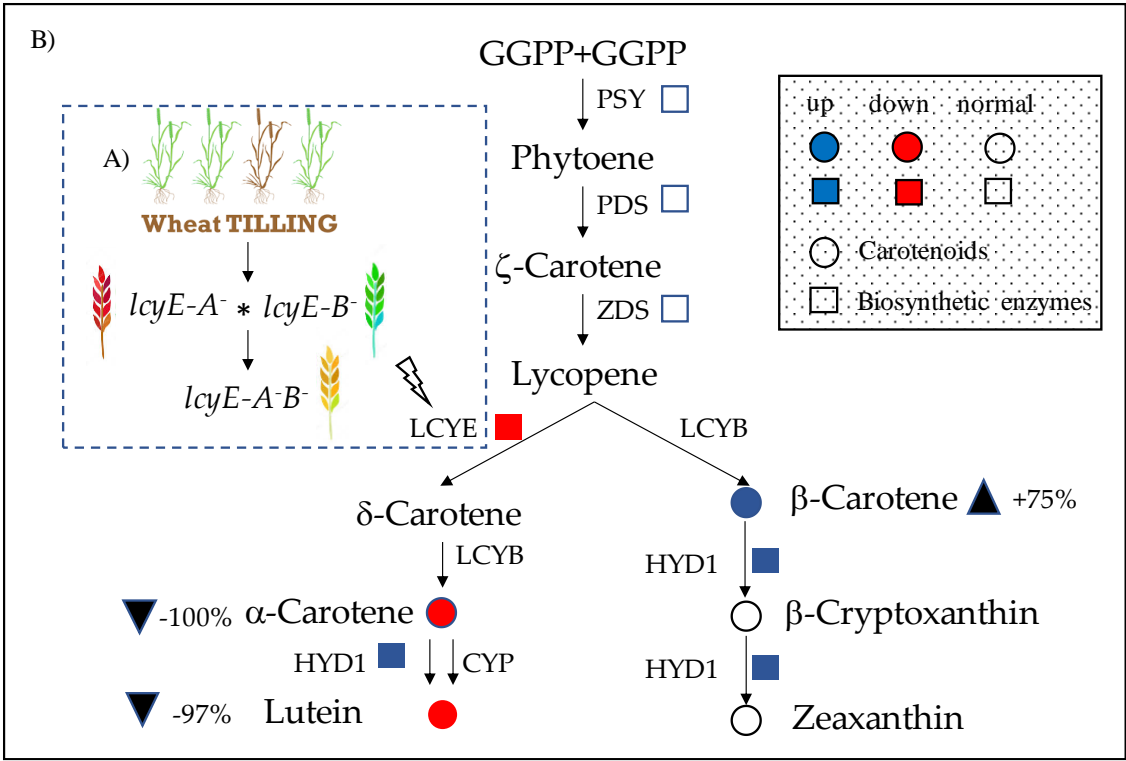 B)
GGPP+GGPP
PSY
Phytoene
PDS
ζ-Carotene
ZDS
Lycopene
A)
Wheat TILLING
lcyE-A⁻ * lcyE-B⁻
lcyE-A⁻B⁻
up down normal
Carotenoids
Biosynthetic enzymes
LCYE
LCYB
δ-Carotene
LCYB
-100% α-Carotene
HYD1 CYP
-97% Lutein
β-Carotene +75%
HYD1
β-Cryptoxanthin
HYD1
Zeaxanthin